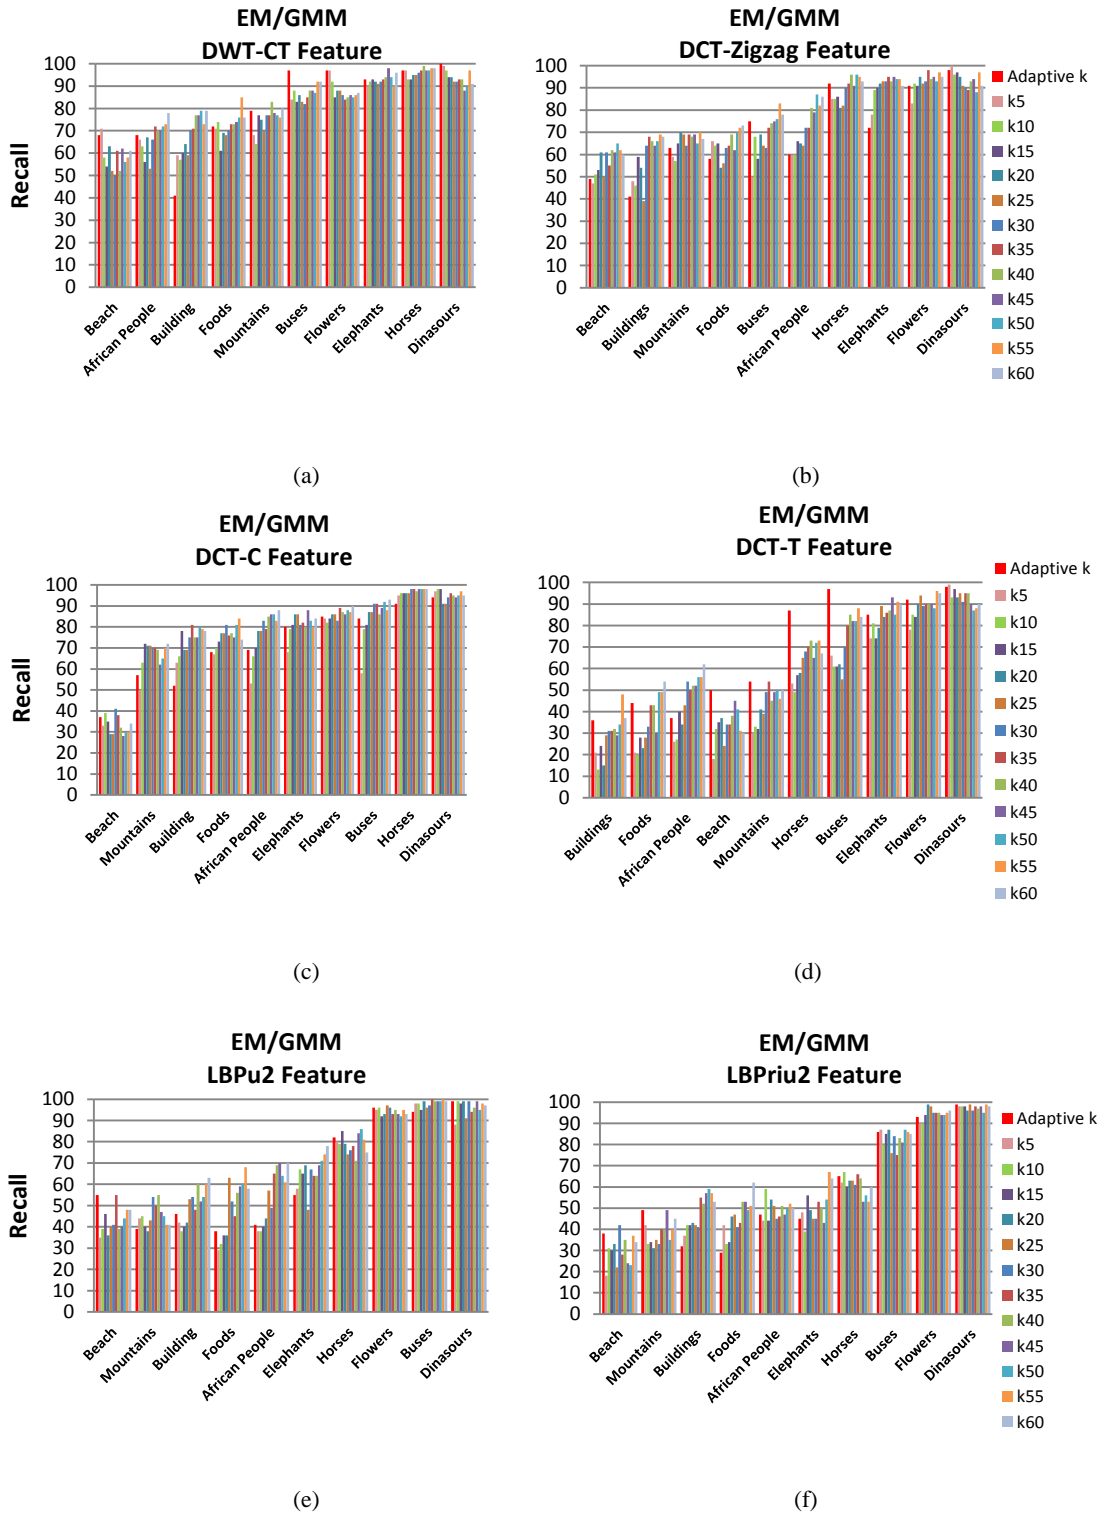 EM/GMM
DWT-CT Feature
Recall
100
90
80
70
60
50
40
30
20
10
0
Beach
African People
Building
Foods
Mountains
Buses
Flowers
Elephants
Horses
Dinasours
(a)
EM/GMM
DCT-Zigzag Feature
100
90
80
70
60
50
40
30
20
10
0
Beach
Buildings
Mountains
Foods
Buses
African People
Horses
Elephants
Flowers
Dinasours
Adaptive k
k5
k10
k15
k20
k25
k30
k35
k40
k45
k50
k55
k60
(b)
EM/GMM
DCT-C Feature
Recall
100
90
80
70
60
50
40
30
20
10
0
Beach
Mountains
Building
Foods
African People
Elephants
Flowers
Buses
Horses
Dinasours
(c)
EM/GMM
DCT-T Feature
100
90
80
70
60
50
40
30
20
10
0
Buildings
Foods
African People
Beach
Mountains
Horses
Buses
Elephants
Flowers
Dinasours
Adaptive k
k5
k10
k15
k20
k25
k30
k35
k40
k45
k50
k55
k60
(d)
EM/GMM
LBPu2 Feature
Recall
100
90
80
70
60
50
40
30
20
10
0
Beach
Mountains
Building
Foods
African People
Elephants
Horses
Flowers
Buses
Dinasours
(e)
EM/GMM
LBPriu2 Feature
100
90
80
70
60
50
40
30
20
10
0
Beach
Mountains
Buildings
Foods
African People
Elephants
Horses
Buses
Flowers
Dinasours
Adaptive k
k5
k10
k15
k20
k25
k30
k35
k40
k45
k50
k55
k60
(f)